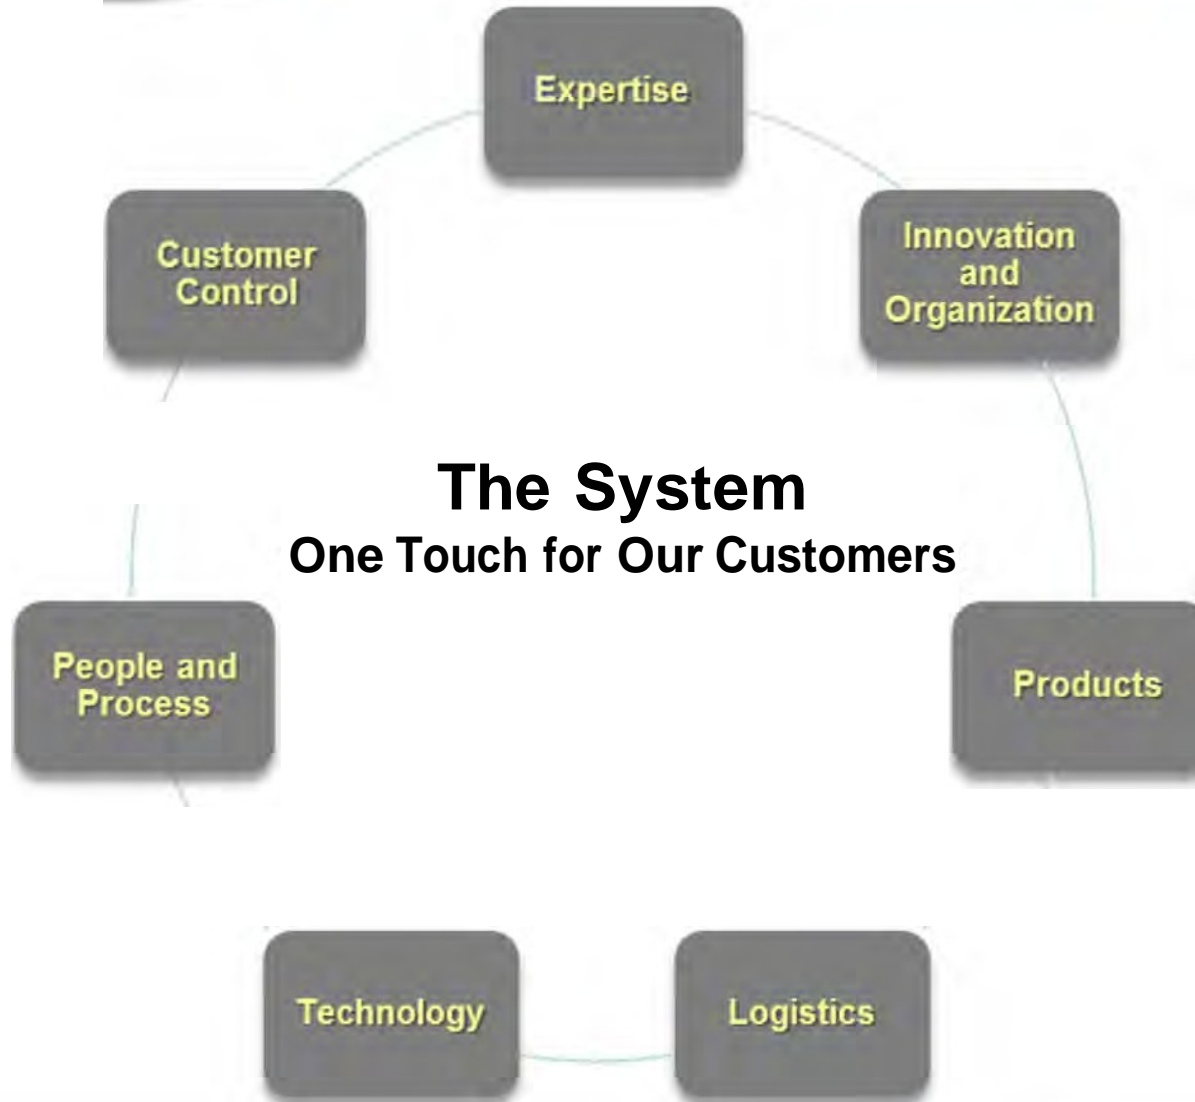 Expertise
Customer
Control
Innovation
and
Organization
The System
One Touch for Our Customers
People and
Process
Products
Technology
Logistics